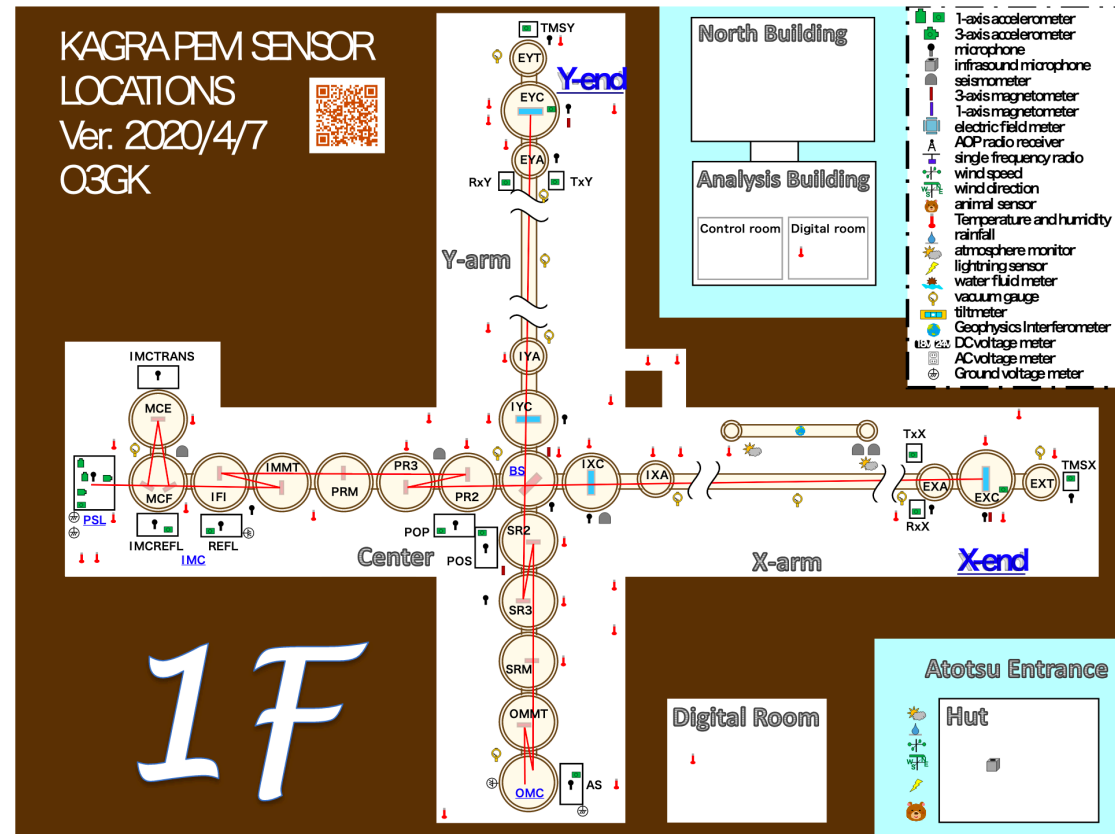 KAGRA PEM SENSOR
LOCATIONS
Ver. 2020/4/7
O3GK
TMSY
EYT
Y-end
EYC
EYA
RxY
TxY
Y-arm
North Building
Analysis Building
Control room
Digital room
1-axis accelerometer
3-axis accelerometer
microphone
infrasound microphone
seismometer
3-axis magnetometer
1-axis magnetometer
electric field meter
AOP radio receiver
single frequency radio
wind speed
wind direction
animal sensor
Temperature and humidity
rainfall
atmosphere monitor
lightning sensor
water fluid meter
vacuum gauge
tiltmeter
Geophysics Interferometer
DC voltage meter
AC voltage meter
Ground voltage meter
IMCTRANS
IYA
MCE
IYC
IMMT
PR3
BS
IXC
IXA
TxX
TMSX
MCF
IFI
PRM
PR2
EXA
EXC
EXT
PSL
IMCREFL
REFL
IMC
POP
POS
SR2
RxX
Center
X-arm
X-end
SR3
SRM
OMMT
OMC
AS
1F
Digital Room
Atotsu Entrance
Hut